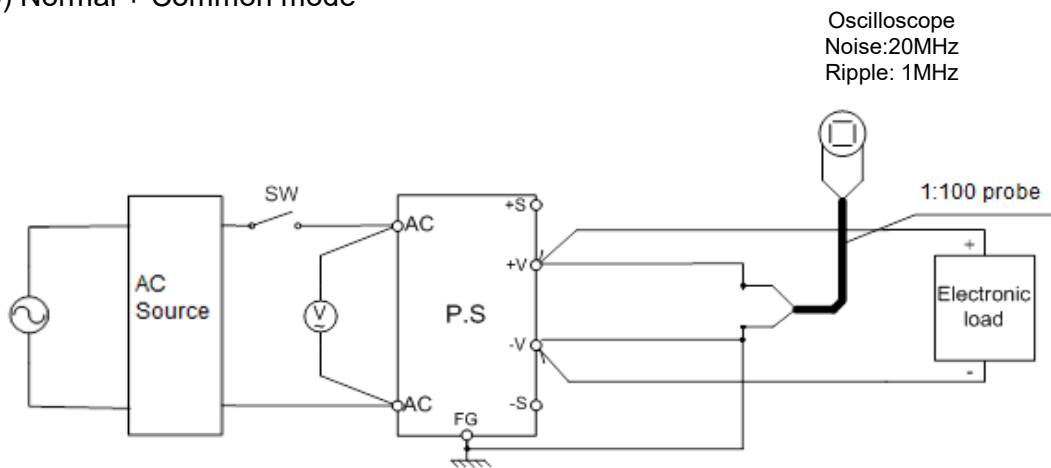 ) Normal + Common mode
Oscilloscope
Noise:20MHz
Ripple: 1MHz
1:100 probe
SW
+S
AC
+V
+
AC
Source
V
P.S
Electronic
load
-V
-
AC
-S
FG